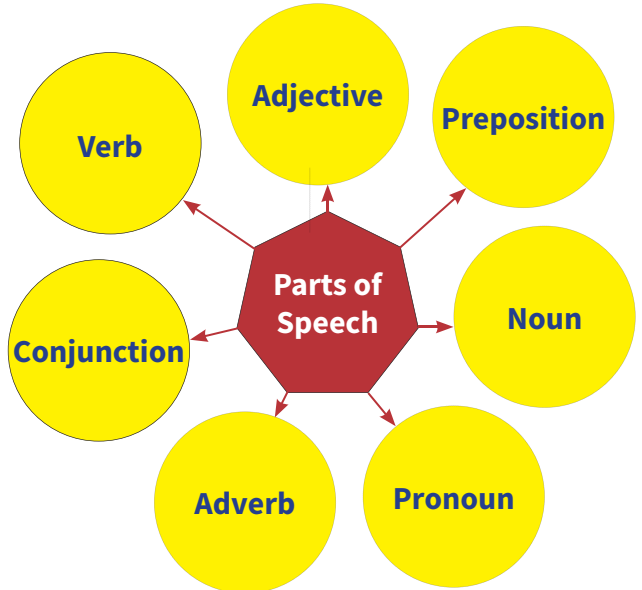 Adjective
Preposition
Verb
Parts of
Speech
Noun
Conjunction
Adverb
Pronoun